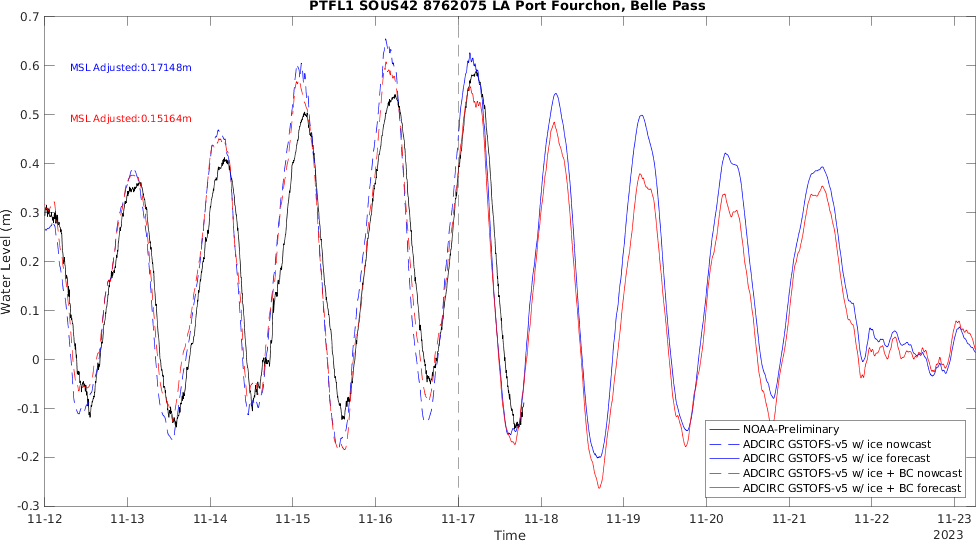 PTFL1 SOUS42 8762075 LA Port Fourchon, Belle Pass
0.7
0.6
0.5
0.4
0.3
0.2
0.1
0
-0.1
-0.2
-0.3
Water Level (m)
MSL Adjusted:0.17148m
MSL Adjusted:0.15164m
NOAA-Preliminary
ADCIRC GSTOFS-v5 w/ ice nowcast
ADCIRC GSTOFS-v5 w/ ice forecast
ADCIRC GSTOFS-v5 w/ ice + BC nowcast
ADCIRC GSTOFS-v5 w/ ice + BC forecast
11-12 11-13 11-14 11-15 11-16 11-17 11-18 11-19 11-20 11-21 11-22 11-23
2023
Time